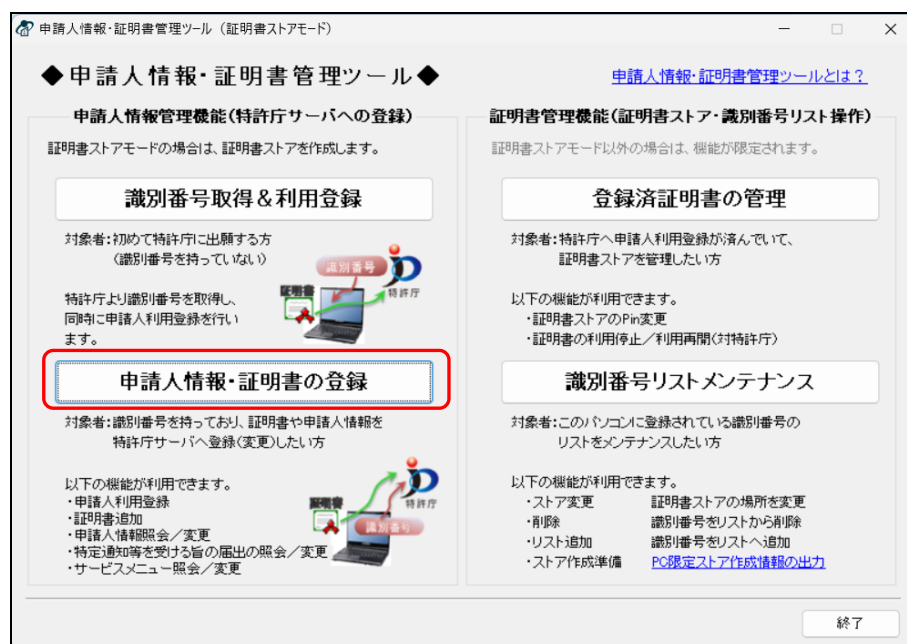 申請人情報・証明書管理ツール（証明書ストアモード）
◆申請人情報・証明書管理ツール◆
申請人情報・証明書管理ツールとは？
申請人情報管理機能(特許庁サーバへの登録)
証明書ストアモードの場合は、証明書ストアを作成します。
識別番号取得＆利用登録
対象者：初めて特許庁に出願する方
（識別番号を持っていない）
特許庁より識別番号を取得し、
同時に申請人利用登録を行い
ます。
識別番号
証明書
特許庁
申請人情報・証明書の登録
対象者：識別番号を持っており、証明書や申請人情報を
特許庁サーバへ登録(変更)したい方
以下の機能が利用できます。
・申請人利用登録
・証明書追加
・申請人情報照会／変更
・特定通知等を受ける旨の届出の照会／変更
・サービスメニュー照会／変更
証明書
特許庁
識別番号
証明書管理機能(証明書ストア・識別番号リスト操作)
証明書ストアモード以外の場合は、機能が限定されます。
登録済証明書の管理
対象者：特許庁へ申請人利用登録が済んでいて、
証明書ストアを管理したい方
以下の機能が利用できます。
・証明書ストアのPin変更
・証明書の利用停止／利用再開(対特許庁)
識別番号リストメンテナンス
対象者：このパソコンに登録されている識別番号の
リストをメンテナンスしたい方
以下の機能が利用できます。
・ストア変更 証明書ストアの場所を変更
・削除 識別番号をリストから削除
・リスト追加 識別番号をリストへ追加
・ストア作成準備 PC限定ストア作成情報の出力
終了